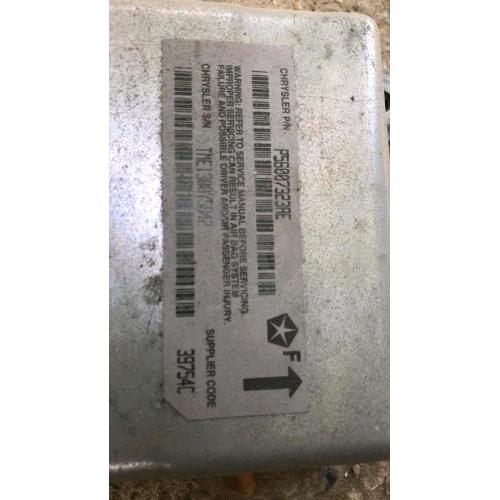 CHRYSLER P/N P56007323AE
WARNING: REFER TO SERVICE MANUAL BEFORE SERVICING.
IMPROPER SERVICING CAN RESULT IN AIR BAG SYSTEM
FAILURE AND POSSIBLE DRIVER AND/OR PASSENGER INJURY.
CHRYSLER S/N
SUPPLIER CODE
39754C
F